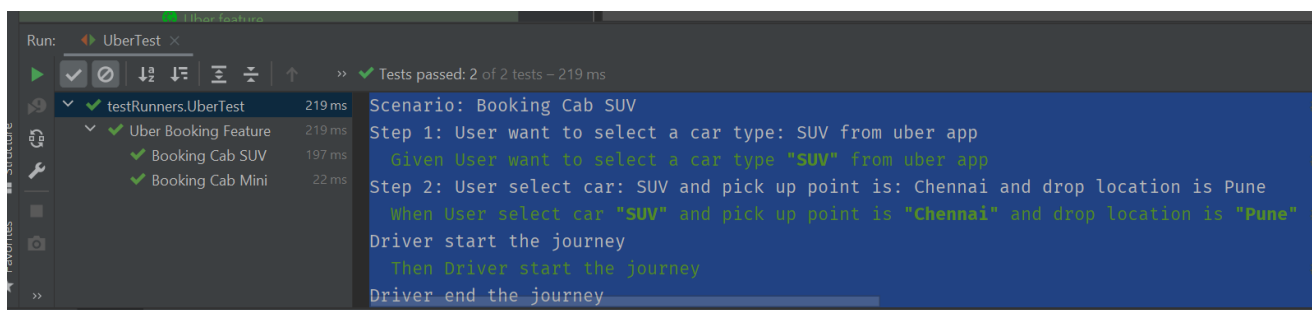 Uber feature
Run: UberTest
Tests passed: 2 of 2 tests – 219 ms
testRunners.UberTest 219 ms
Uber Booking Feature 219 ms
Booking Cab SUV 197 ms
Booking Cab Mini 22 ms
Scenario: Booking Cab SUV
Step 1: User want to select a car type: SUV from uber app
Given User want to select a car type "SUV" from uber app
Step 2: User select car: SUV and pick up point is: Chennai and drop location is Pune
When User select car "SUV" and pick up point is "Chennai" and drop location is "Pune"
Driver start the journey
Then Driver start the journey
Driver end the journey
Structure
Favorites